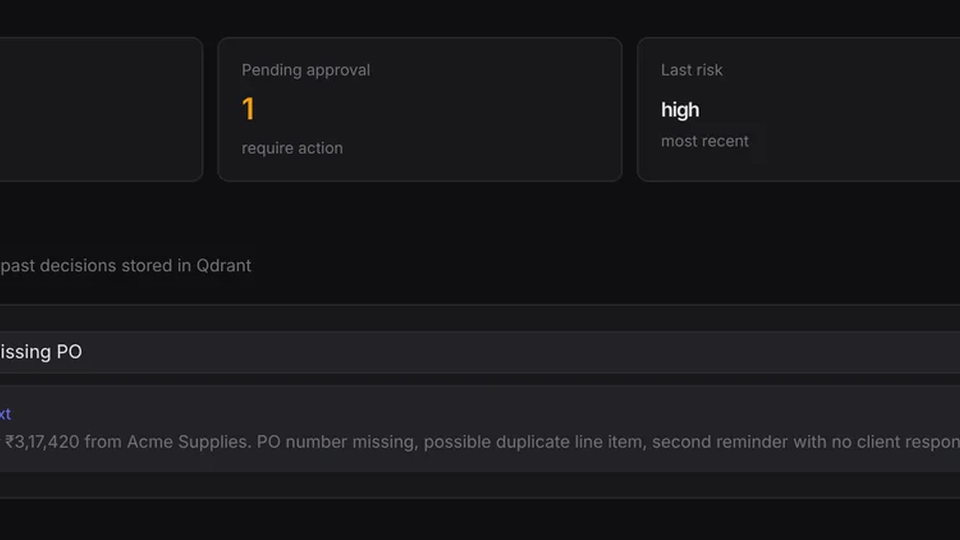 Pending approval
1
require action
Last risk
high
most recent
past decisions stored in Qdrant
issing PO
xt
₹3,17,420 from Acme Supplies. PO number missing, possible duplicate line item, second reminder with no client respon